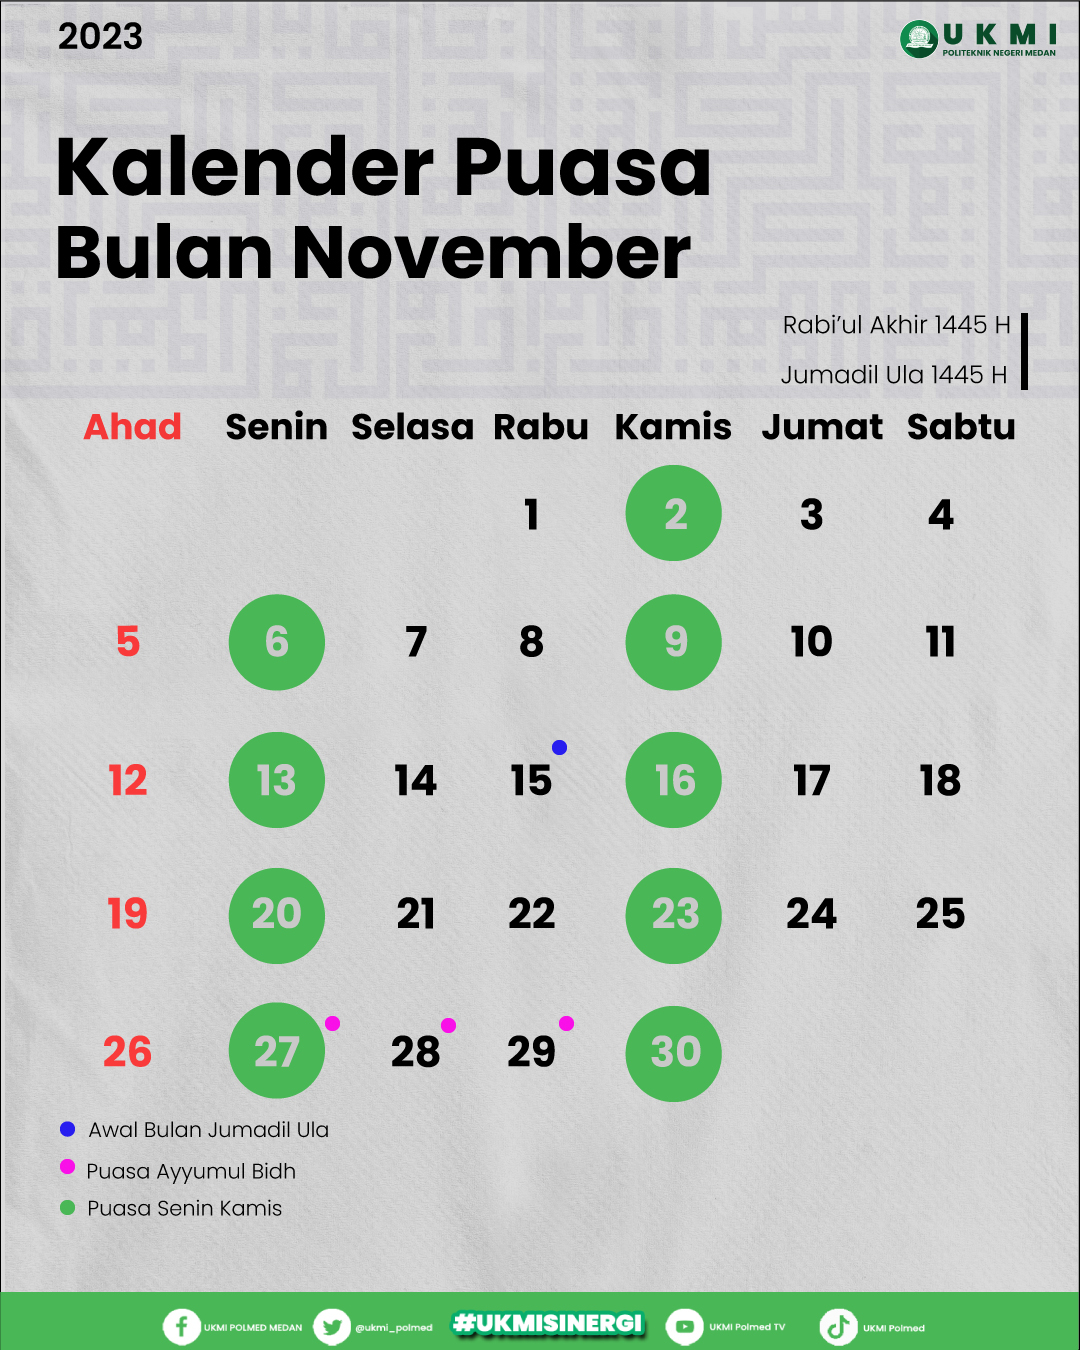 2023
UKMI
POLITEKNIK NEGERI MEDAN
Kalender Puasa
Bulan November
Rabi'ul Akhir 1445 H
Jumadil Ula 1445 H
Ahad Senin Selasa Rabu Kamis Jumat Sabtu
1 2 3 4
5 6 7 8 9 10 11
12 13 14 15 16 17 18
19 20 21 22 23 24 25
26 27 28 29 30
Awal Bulan Jumadil Ula
Puasa Ayyumul Bidh
Puasa Senin Kamis
UKMI POLMED MEDAN @ukmi_polmed #UKMISINERGI UKMI Polmed TV UKMI Polmed